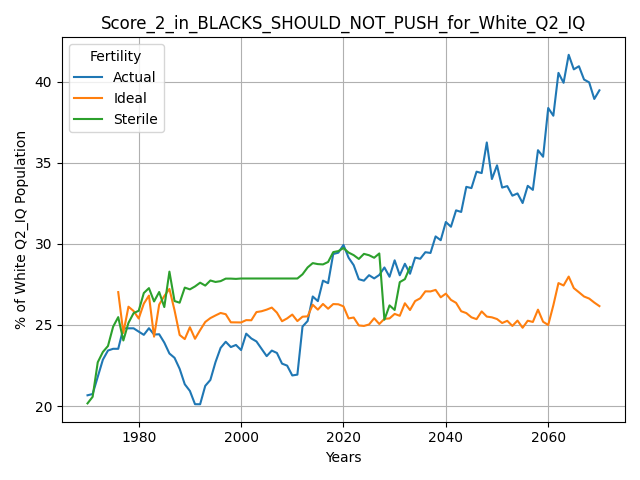 Score_2_in_BLACKS_SHOULD_NOT_PUSH_for_White_Q2_IQ
Fertility
Actual
Ideal
Sterile
% of White Q2_IQ Population
40
35
30
25
20
1980
2000
2020
2040
2060
Years